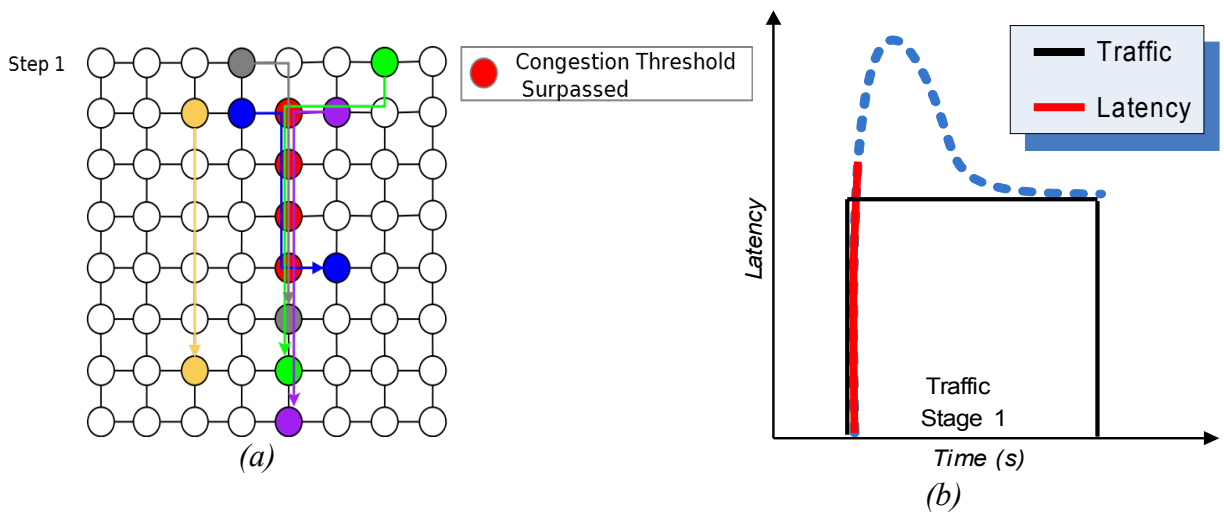 Step 1
Congestion Threshold
Surpassed
(a)
Traffic
Latency
Latency
Traffic
Stage 1
Time (s)
(b)